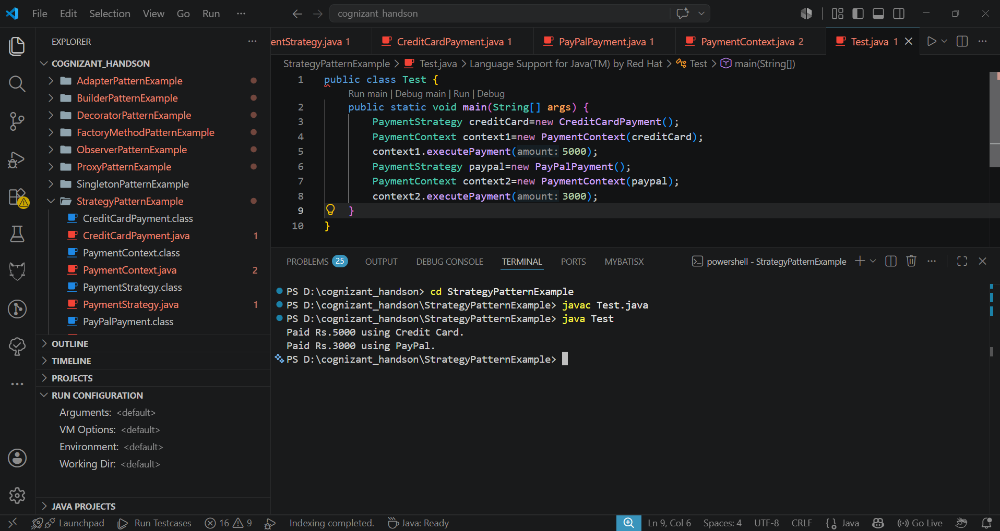 File Edit Selection View Go Run ··· cognizant_handson
EXPLORER ···
COGNIZANT_HANDSON
AdapterPatternExample
BuilderPatternExample
DecoratorPatternExample
FactoryMethodPatternExample
ObserverPatternExample
ProxyPatternExample
SingletonPatternExample
StrategyPatternExample
CreditCardPayment.class
CreditCardPayment.java 1
PaymentContext.class
PaymentContext.java 2
PaymentStrategy.class
PaymentStrategy.java 1
PayPalPayment.class
OUTLINE
TIMELINE
PROJECTS
RUN CONFIGURATION
Arguments: <default>
VM Options: <default>
Environment: <default>
Working Dir: <default>
JAVA PROJECTS
entStrategy.java 1 CreditCardPayment.java 1 PayPalPayment.java 1 PaymentContext.java 2 Test.java 1
StrategyPatternExample > Test.java > Language Support for Java(TM) by Red Hat > Test > main(String[])
1 public class Test {
Run main | Debug main | Run | Debug
2 public static void main(String[] args) {
3 PaymentStrategy creditCard=new CreditCardPayment();
4 PaymentContext context1=new PaymentContext(creditCard);
5 context1.executePayment(amount: 5000);
6 PaymentStrategy paypal=new PayPalPayment();
7 PaymentContext context2=new PaymentContext(paypal);
8 context2.executePayment(amount: 3000);
9 }
10 }
PROBLEMS 25 OUTPUT DEBUG CONSOLE TERMINAL PORTS MYBATISX powershell - StrategyPatternExample
PS D:\cognizant_handson> cd StrategyPatternExample
PS D:\cognizant_handson\StrategyPatternExample> javac Test.java
PS D:\cognizant_handson\StrategyPatternExample> java Test
Paid Rs.5000 using Credit Card.
Paid Rs.3000 using PayPal.
PS D:\cognizant_handson\StrategyPatternExample>
Launchpad Run Testcases 16 9 Indexing completed. Java: Ready Ln 9, Col 6 Spaces: 4 UTF-8 CRLF Java Go Live